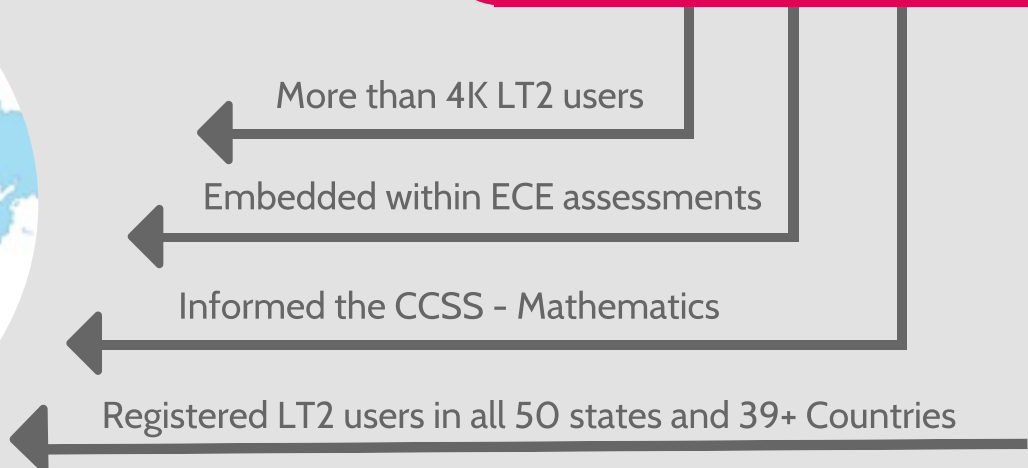 More than 4K LT2 users
Embedded within ECE assessments
Informed the CCSS - Mathematics
Registered LT2 users in all 50 states and 39+ Countries